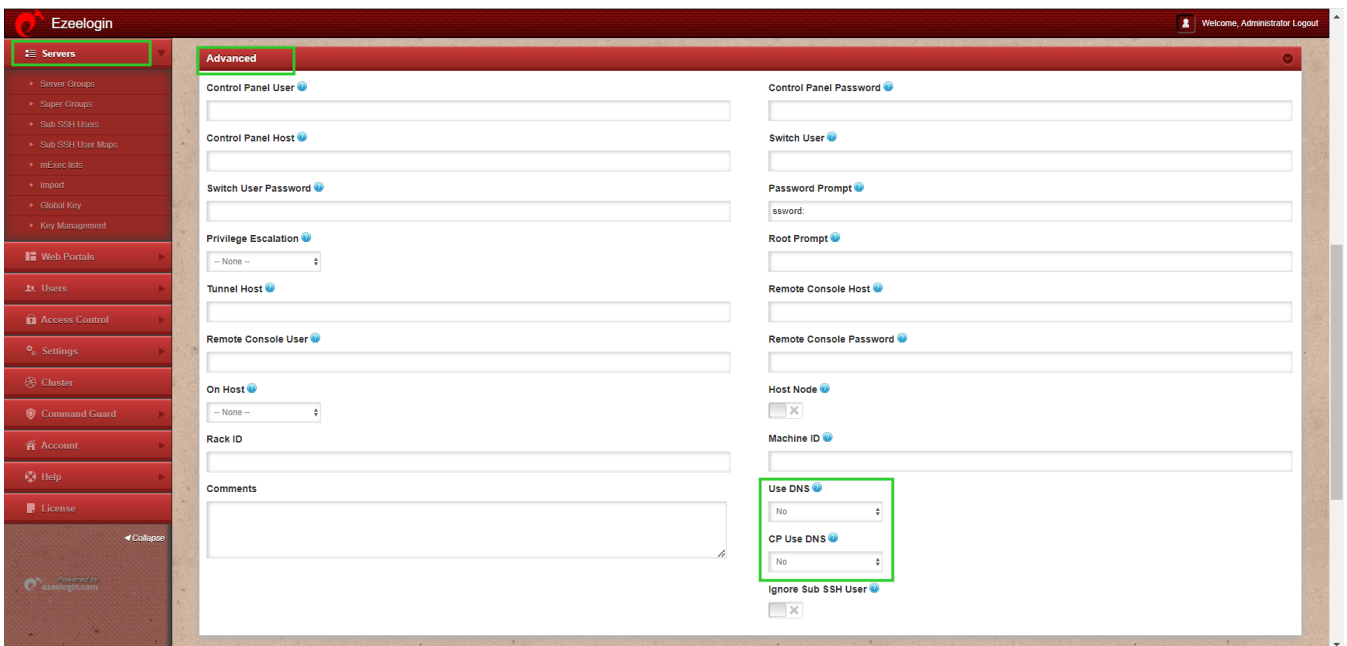 Ezeelogin
Welcome, Administrator Logout
Servers
Server Groups
Super Groups
Sub SSH Users
Sub SSH User Maps
mExec lists
Import
Global Key
Key Management
Web Portals
Users
Access Control
Settings
Cluster
Command Guard
Account
Help
License
Collapse
Powered by
ezeelogin.com
Advanced
Control Panel User
Control Panel Password
Control Panel Host
Switch User
Switch User Password
Password Prompt
ssword:
Privilege Escalation
-- None --
Root Prompt
Tunnel Host
Remote Console Host
Remote Console User
Remote Console Password
On Host
-- None --
Host Node
Rack ID
Machine ID
Comments
Use DNS
No
CP Use DNS
No
Ignore Sub SSH User